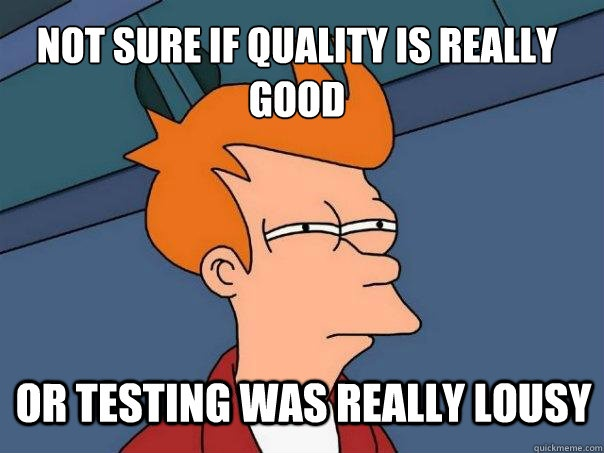 NOT SURE IF QUALITY IS REALLY
GOOD
OR TESTING WAS REALLY LOUSY
quickmeme.com